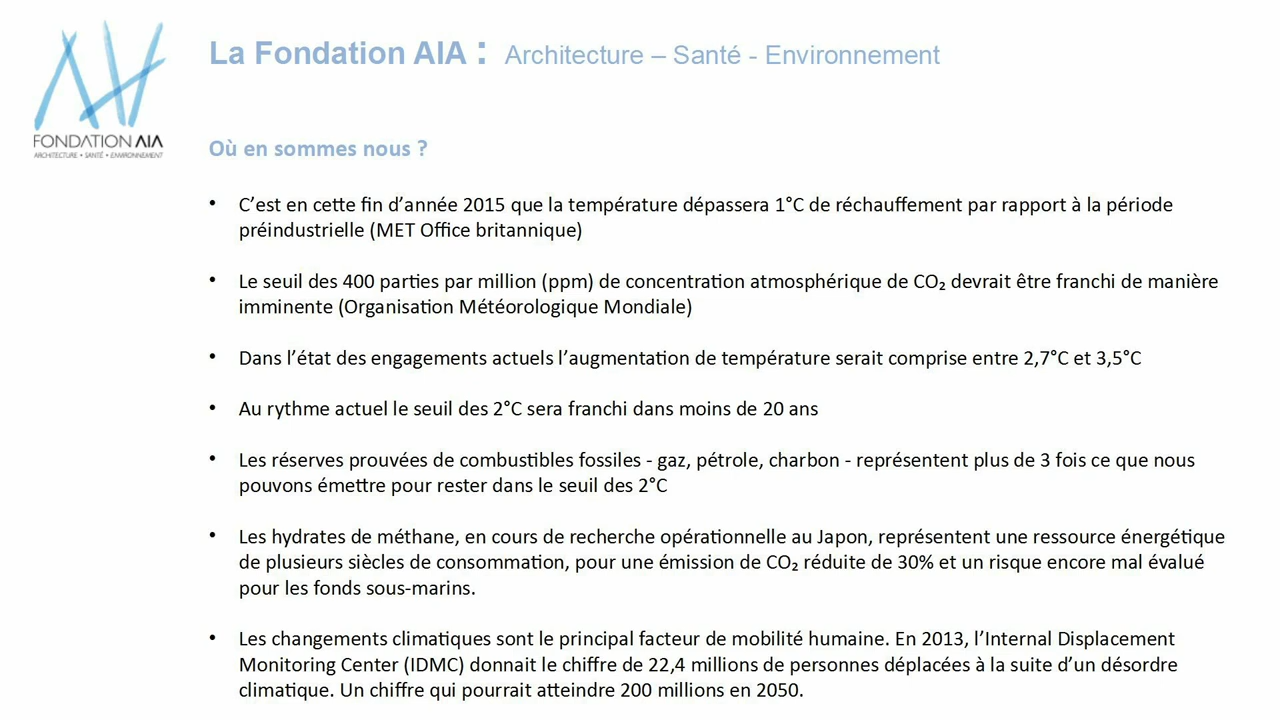 La Fondation AIA : Architecture – Santé - Environnement
FONDATION AIA
ARCHITECTURE • SANTÉ • ENVIRONNEMENT
Où en sommes nous ?
• C’est en cette fin d’année 2015 que la température dépassera 1°C de réchauffement par rapport à la période
préindustrielle (MET Office britannique)
• Le seuil des 400 parties par million (ppm) de concentration atmosphérique de CO₂ devrait être franchi de manière
imminente (Organisation Météorologique Mondiale)
• Dans l’état des engagements actuels l’augmentation de température serait comprise entre 2,7°C et 3,5°C
• Au rythme actuel le seuil des 2°C sera franchi dans moins de 20 ans
• Les réserves prouvées de combustibles fossiles - gaz, pétrole, charbon - représentent plus de 3 fois ce que nous
pouvons émettre pour rester dans le seuil des 2°C
• Les hydrates de méthane, en cours de recherche opérationnelle au Japon, représentent une ressource énergétique
de plusieurs siècles de consommation, pour une émission de CO₂ réduite de 30% et un risque encore mal évalué
pour les fonds sous-marins.
• Les changements climatiques sont le principal facteur de mobilité humaine. En 2013, l’Internal Displacement
Monitoring Center (IDMC) donnait le chiffre de 22,4 millions de personnes déplacées à la suite d’un désordre
climatique. Un chiffre qui pourrait atteindre 200 millions en 2050.